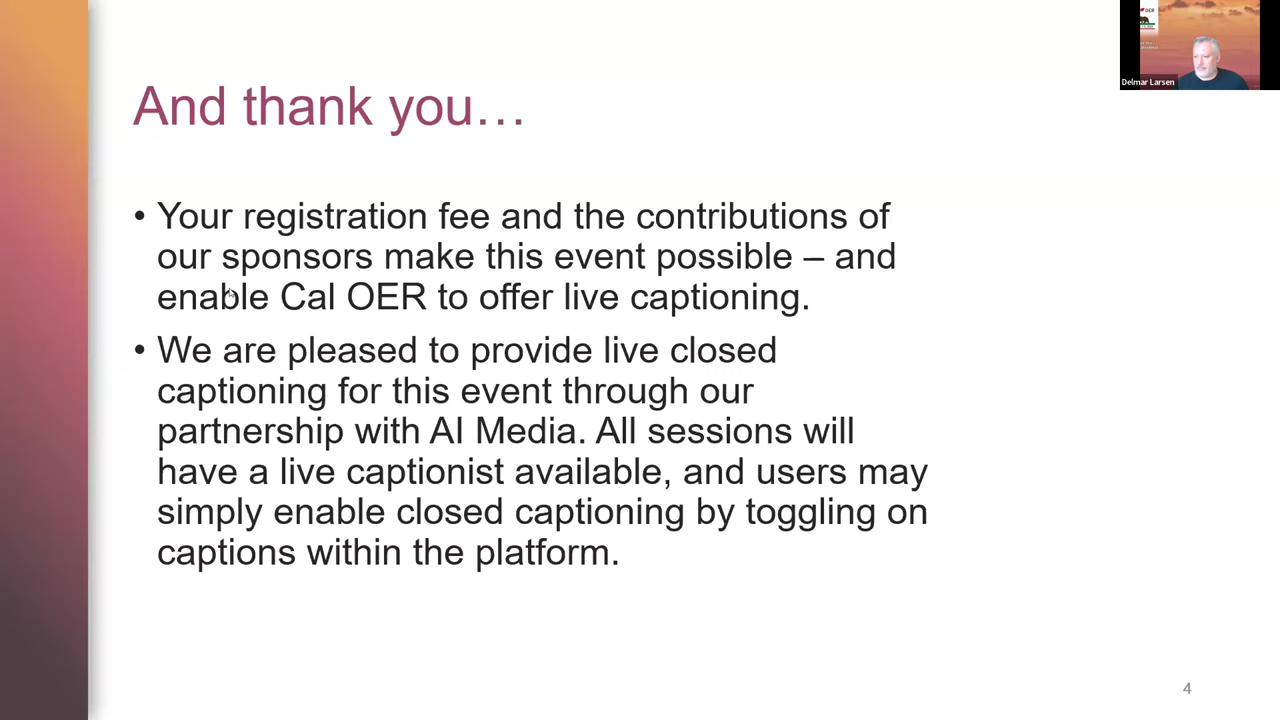 OER
Delmar Larsen
And thank you…
• Your registration fee and the contributions of
our sponsors make this event possible – and
enable Cal OER to offer live captioning.
• We are pleased to provide live closed
captioning for this event through our
partnership with AI Media. All sessions will
have a live captionist available, and users may
simply enable closed captioning by toggling on
captions within the platform.
4